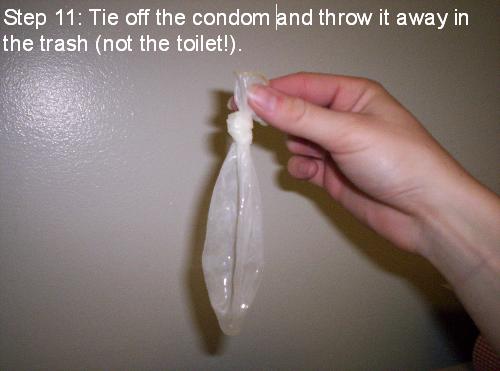 Step 11: Tie off the condom and throw it away in
the trash (not the toilet!).